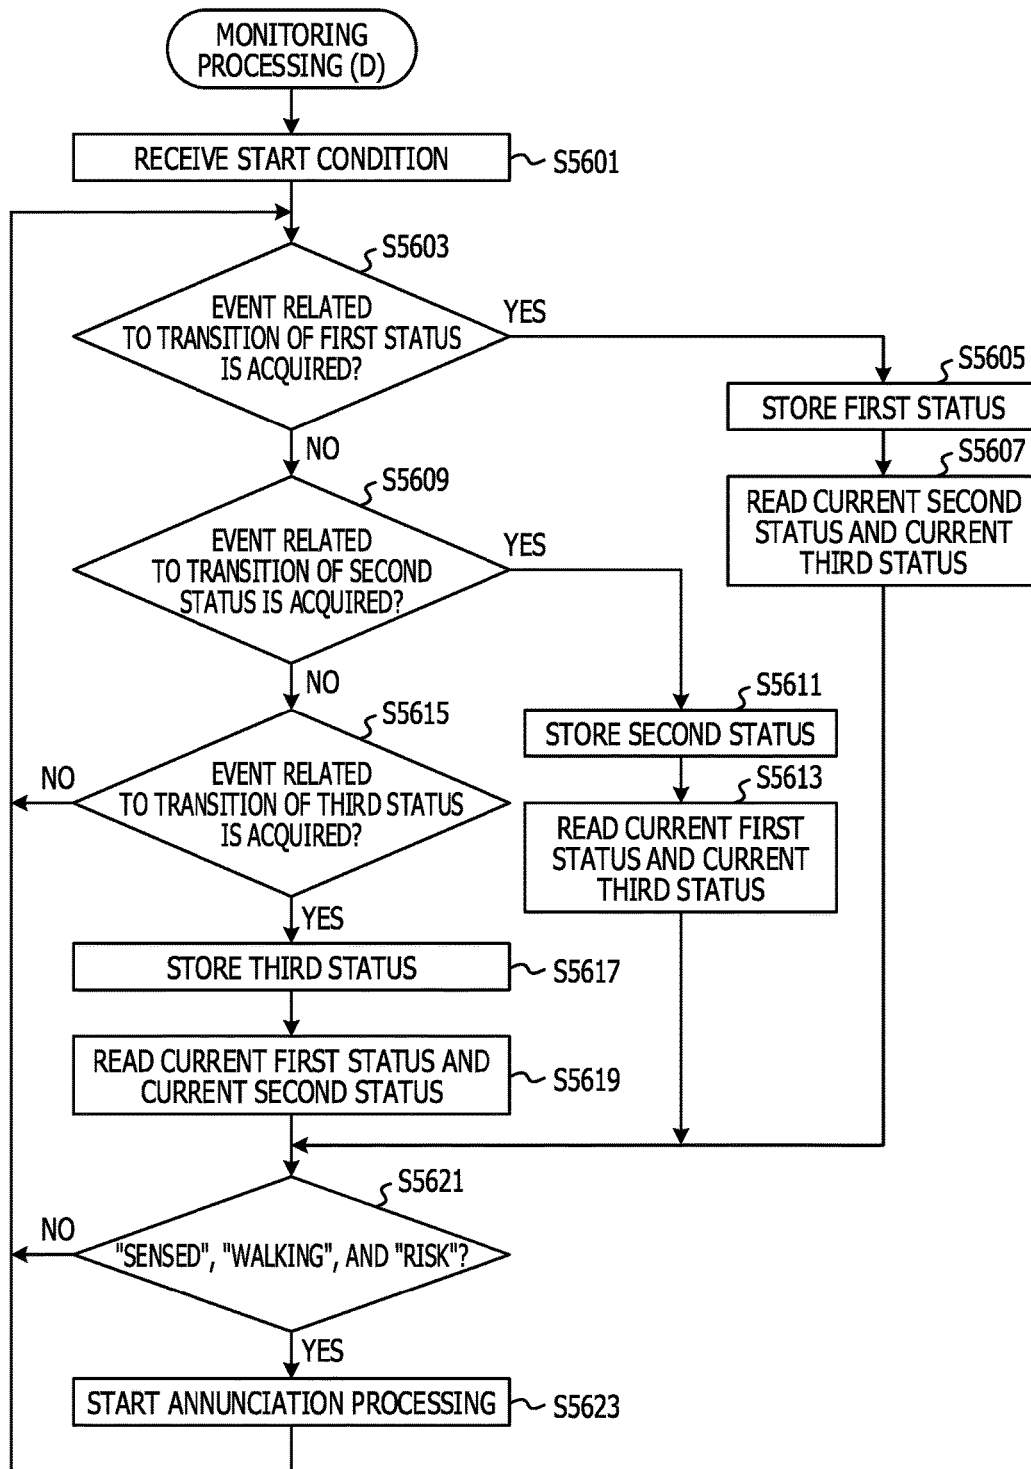 MONITORING
PROCESSING (D)
RECEIVE START CONDITION
S5601
S5603
EVENT RELATED
TO TRANSITION OF FIRST STATUS
IS ACQUIRED?
YES
NO
S5605
STORE FIRST STATUS
S5607
READ CURRENT SECOND
STATUS AND CURRENT
THIRD STATUS
S5609
EVENT RELATED
TO TRANSITION OF SECOND
STATUS IS ACQUIRED?
YES
NO
S5611
STORE SECOND STATUS
S5613
READ CURRENT FIRST
STATUS AND CURRENT
THIRD STATUS
S5615
EVENT RELATED
TO TRANSITION OF THIRD STATUS
IS ACQUIRED?
NO
YES
STORE THIRD STATUS
S5617
READ CURRENT FIRST STATUS AND
CURRENT SECOND STATUS
S5619
S5621
"SENSED", "WALKING", AND "RISK"?
NO
YES
START ANNUNCIATION PROCESSING
S5623